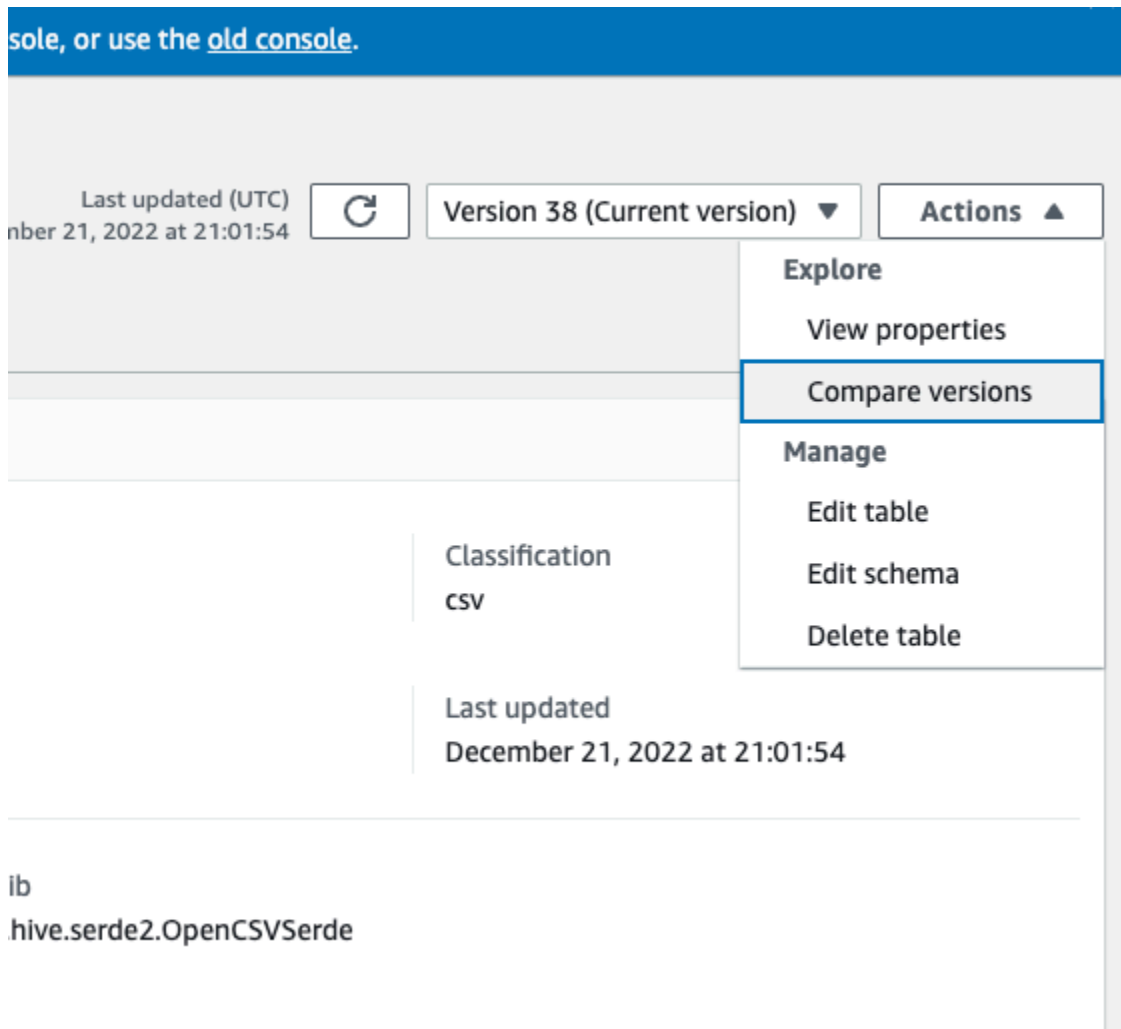 sole, or use the old console.
Last updated (UTC)
mber 21, 2022 at 21:01:54
Version 38 (Current version)
Actions
Explore
View properties
Compare versions
Manage
Edit table
Edit schema
Delete table
Classification
csv
Last updated
December 21, 2022 at 21:01:54
ib
.hive.serde2.OpenCSVSerde